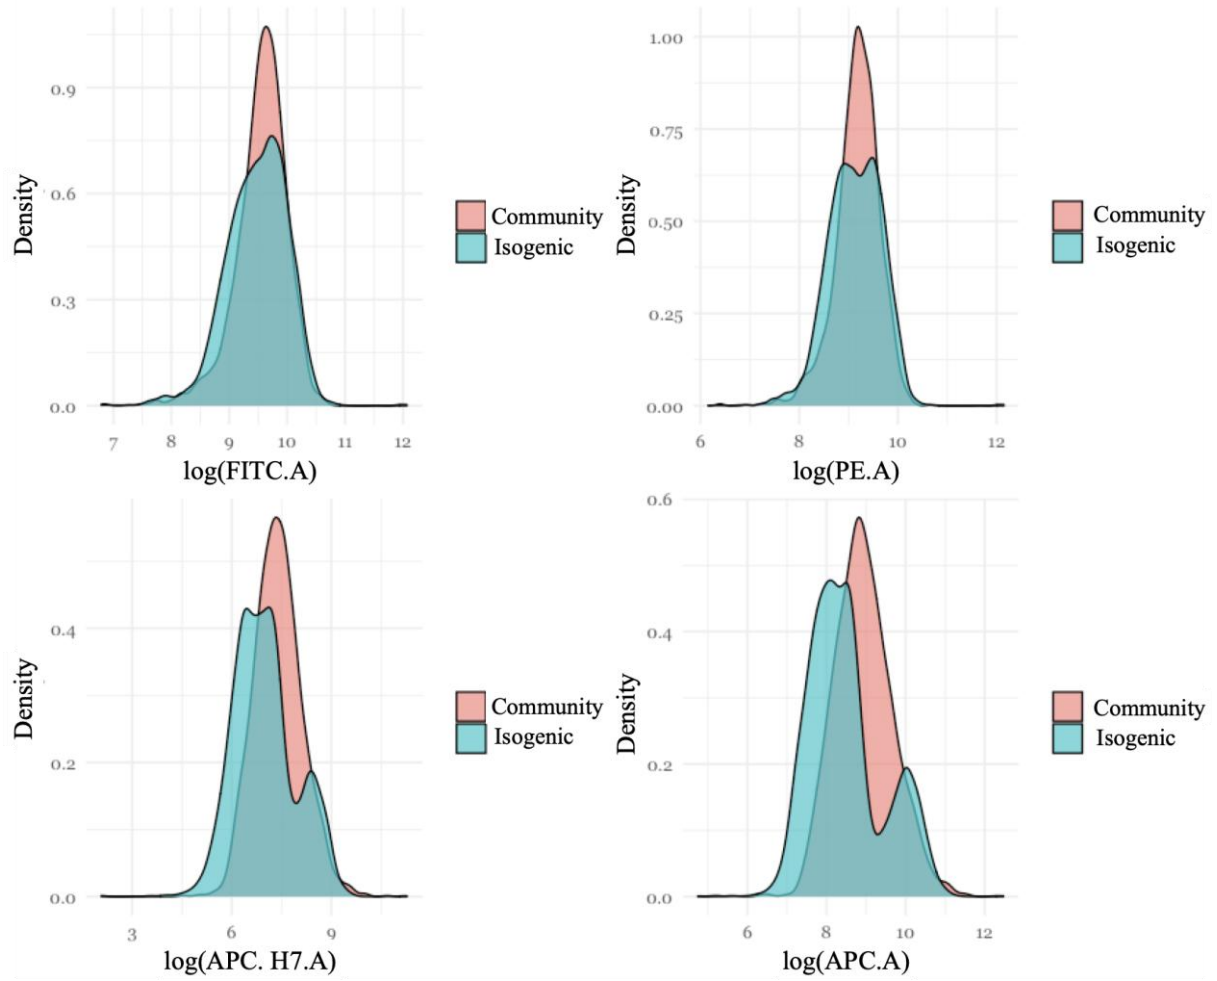 Density
0.9
0.6
0.3
0.0
7 8 9 10 11 12
log(FITC.A)
Community
Isogenic
Density
1.00
0.75
0.50
0.25
0.00
6 8 10 12
log(PE.A)
Community
Isogenic
Density
0.4
0.2
0.0
3 6 9
log(APC. H7.A)
Community
Isogenic
Density
0.6
0.4
0.2
0.0
6 8 10 12
log(APC.A)
Community
Isogenic